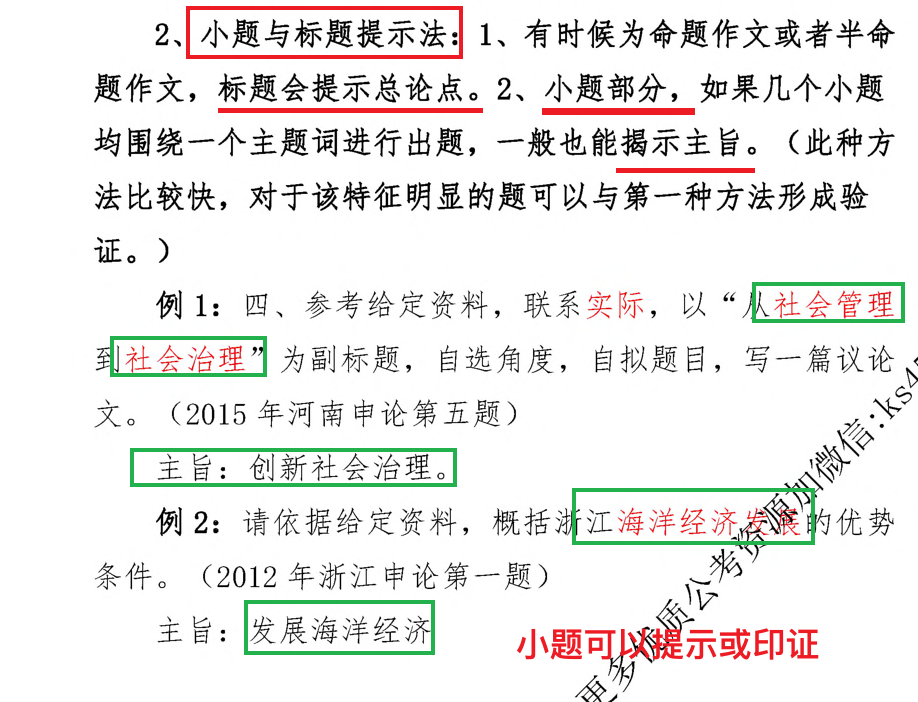 2、小题与标题提示法：1、有时候为命题作文或者半命
题作文，标题会提示总论点。2、小题部分，如果几个小题
均围绕一个主题词进行出题，一般也能揭示主旨。（此种方
法比较快，对于该特征明显的题可以与第一种方法形成验
证。）
例 1：四、参考给定资料，联系实际，以“从社会管理
到社会治理”为副标题，自选角度，自拟题目，写一篇议论
文。（2015 年河南申论第五题）
主旨：创新社会治理。
例 2：请依据给定资料，概括浙江海洋经济发展的优势
条件。（2012 年浙江申论第一题）
主旨：发展海洋经济
小题可以提示或印证
更多优质公考资源加微信:ks4